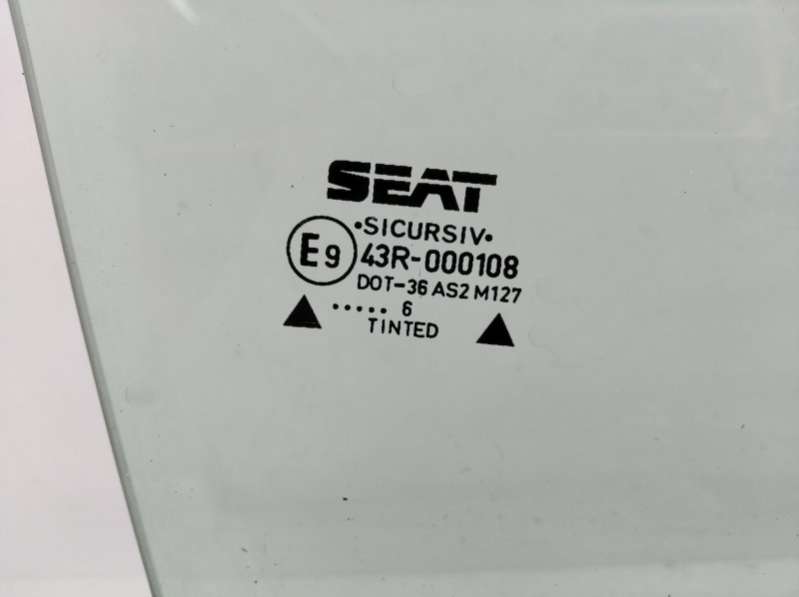 SEAT
•SICURSIV•
E9 43R-000108
DOT-36 AS2 M127
..... 6
TINTED